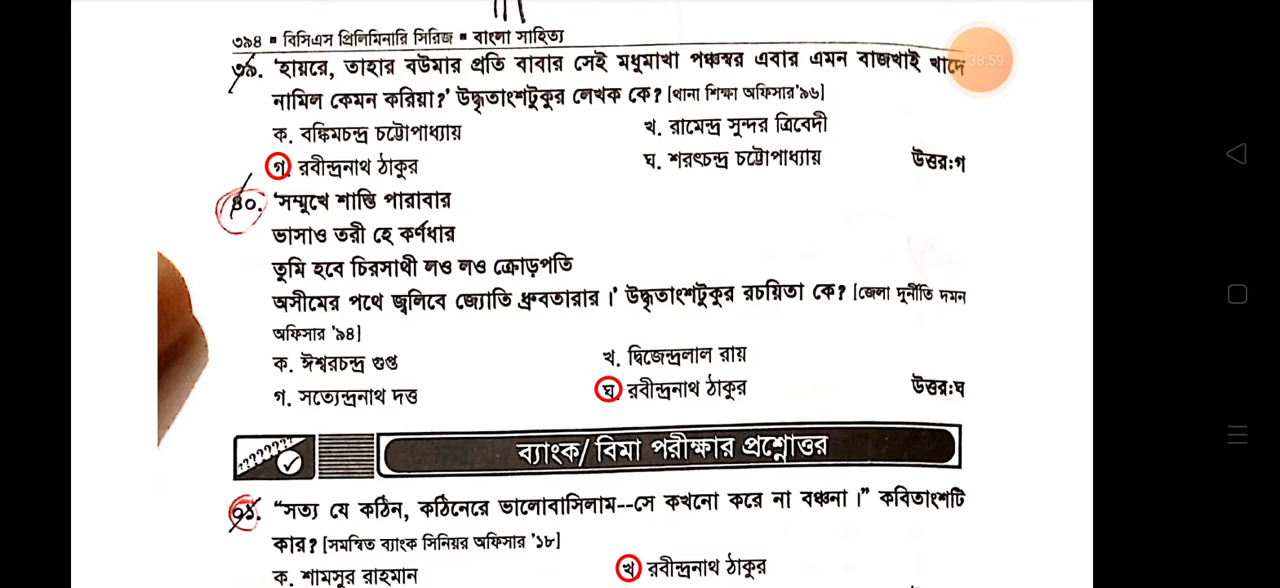 ৩৯৪ ■ বিসিএস প্রিলিমিনারি সিরিজ ■ বাংলা সাহিত্য
38:59
৩৯. 'হায়রে, তাহার বউমার প্রতি বাবার সেই মধুমাখা পঞ্চস্বর এবার এমন বাজখাই খাদে
নামিল কেমন করিয়া?' উদ্ধৃতাংশটুকুর লেখক কে? [থানা শিক্ষা অফিসার'৯৬]
ক. বঙ্কিমচন্দ্র চট্টোপাধ্যায় খ. রামেন্দ্র সুন্দর ত্রিবেদী
গ. রবীন্দ্রনাথ ঠাকুর ঘ. শরৎচন্দ্র চট্টোপাধ্যায় উত্তর:গ
৪০. 'সম্মুখে শান্তি পারাবার
ভাসাও তরী হে কর্ণধার
তুমি হবে চিরসাথী লও লও ক্রোড়পতি
অসীমের পথে জ্বলিবে জ্যোতি ধ্রুবতারার।' উদ্ধৃতাংশটুকুর রচয়িতা কে? [জেলা দুর্নীতি দমন
অফিসার '৯৪]
ক. ঈশ্বরচন্দ্র গুপ্ত খ. দ্বিজেন্দ্রলাল রায়
গ. সত্যেন্দ্রনাথ দত্ত ঘ. রবীন্দ্রনাথ ঠাকুর উত্তর:ঘ
???????
ব্যাংক/বিমা পরীক্ষার প্রশ্নোত্তর
"সত্য যে কঠিন, কঠিনেরে ভালোবাসিলাম--সে কখনো করে না বঞ্চনা।" কবিতাংশটি
কার? [সমন্বিত ব্যাংক সিনিয়র অফিসার '১৮]
ক. শামসুর রাহমান খ. রবীন্দ্রনাথ ঠাকুর